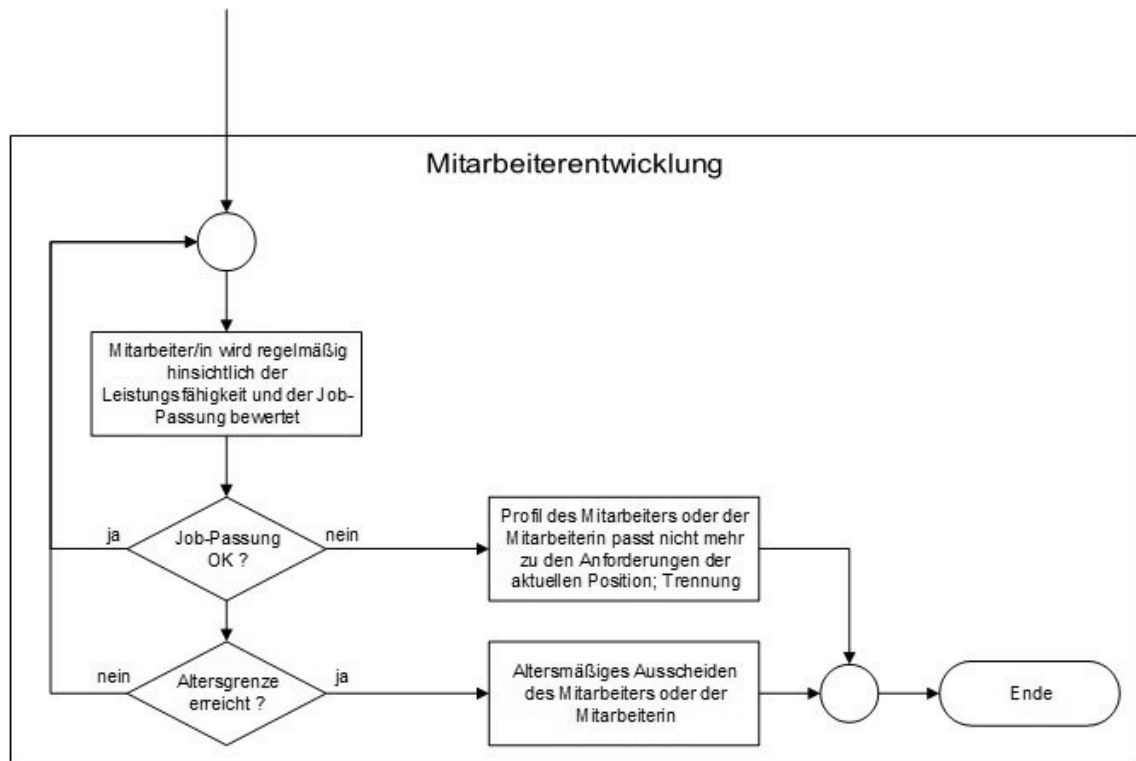 Mitarbeiterentwicklung
Mitarbeiter/in wird regelmäßig
hinsichtlich der
Leistungsfähigkeit und der Job-
Passung bewertet
ja
Job-Passung
OK ?
nein
Profil des Mitarbeiters oder der
Mitarbeiterin passt nicht mehr
zu den Anforderungen der
aktuellen Position; Trennung
nein
Altersgrenze
erreicht ?
ja
Altersmäßiges Ausscheiden
des Mitarbeiters oder der
Mitarbeiterin
Ende